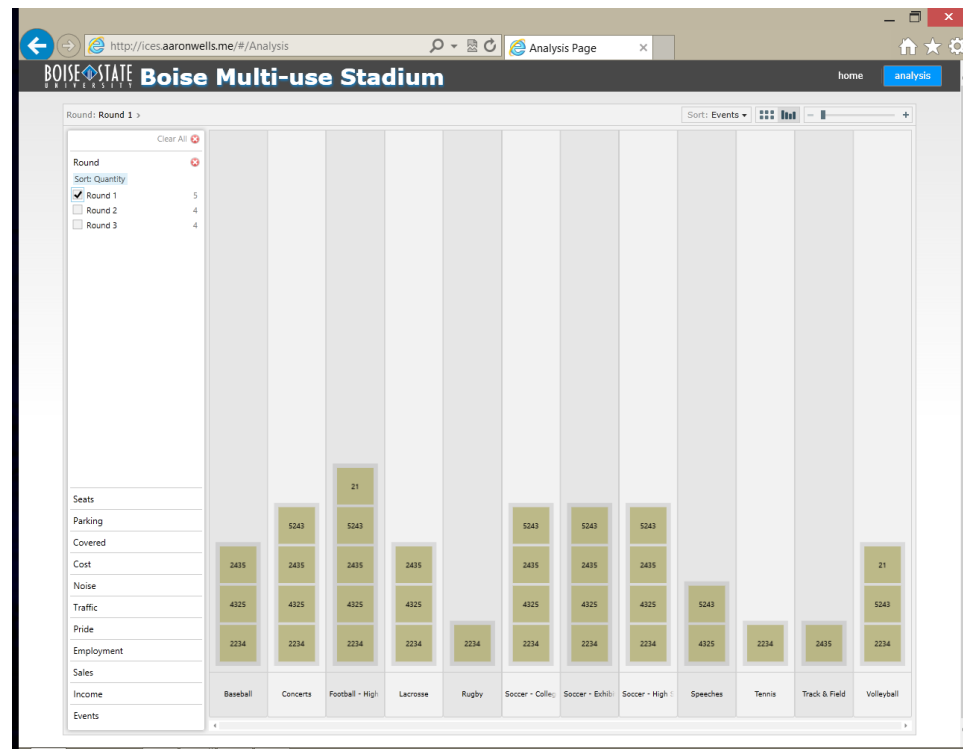 http://ices.aaronwells.me/#/Analysis
Analysis Page
BOISE STATE
UNIVERSITY
Boise Multi-use Stadium
home
analysis
Round: Round 1 >
Sort: Events
Clear All
Round
Sort: Quantity
Round 1 5
Round 2 4
Round 3 4
Seats
Parking
Covered
Cost
Noise
Traffic
Pride
Employment
Sales
Income
Events
21
5243 5243 5243 5243 5243
2435 2435 2435 2435 2435 2435 2435 21
4325 4325 4325 4325 4325 4325 4325 5243 5243
2234 2234 2234 2234 2234 2234 2234 2234 4325 2234 2435 2234
Baseball Concerts Football - High Lacrosse Rugby Soccer - Colleg Soccer - Exhibi Soccer - High S Speeches Tennis Track & Field Volleyball